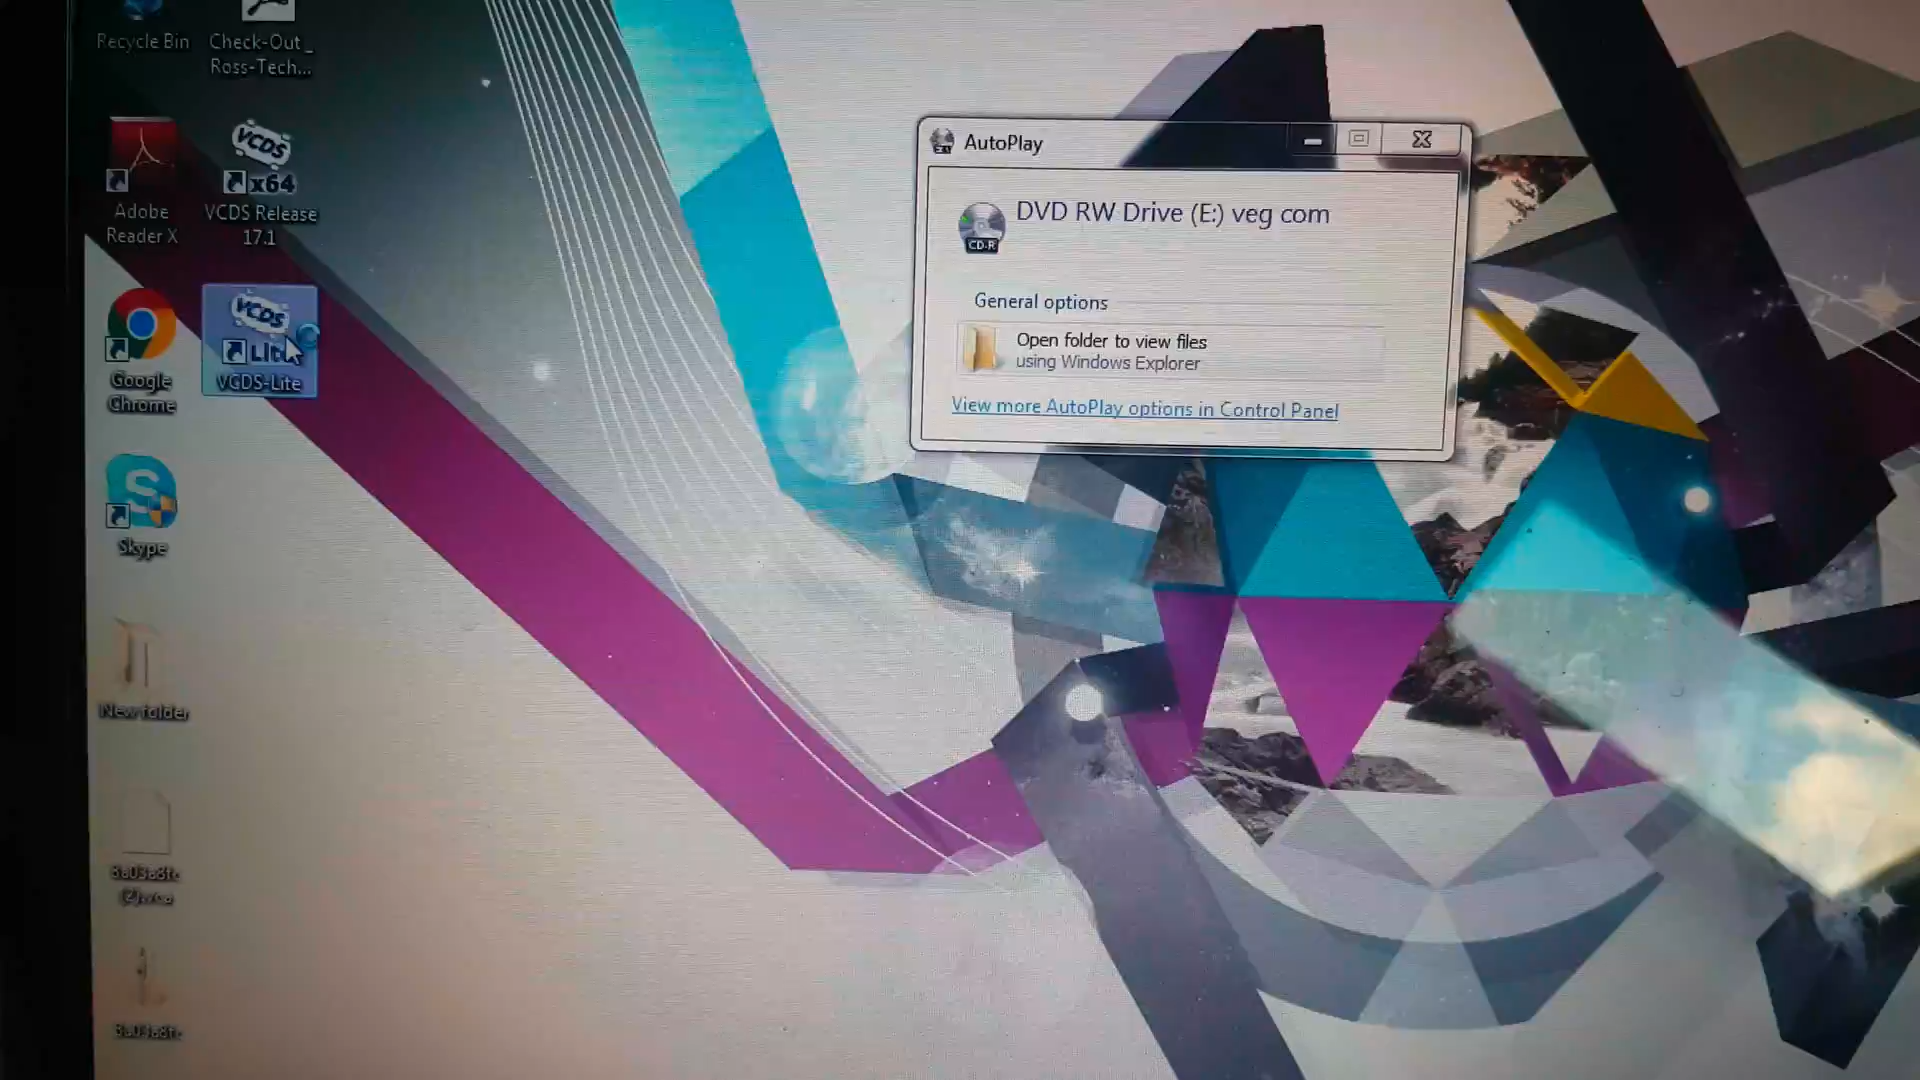 Recycle Bin
Check-Out_
Ross-Tech...
Adobe
Reader X
VCDS
x64
VCDS Release
17.1
Google
Chrome
VCDS
Lite
VCDS-Lite
S
Skype
New folder
AutoPlay
CD-R
DVD RW Drive (E:) veg com
General options
Open folder to view files
using Windows Explorer
View more AutoPlay options in Control Panel